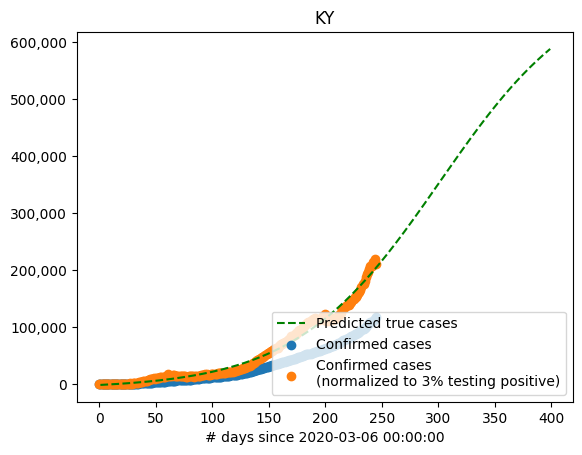 KY
600,000
500,000
400,000
300,000
200,000
100,000
0
Predicted true cases
Confirmed cases
Confirmed cases
(normalized to 3% testing positive)
0 50 100 150 200 250 300 350 400
# days since 2020-03-06 00:00:00